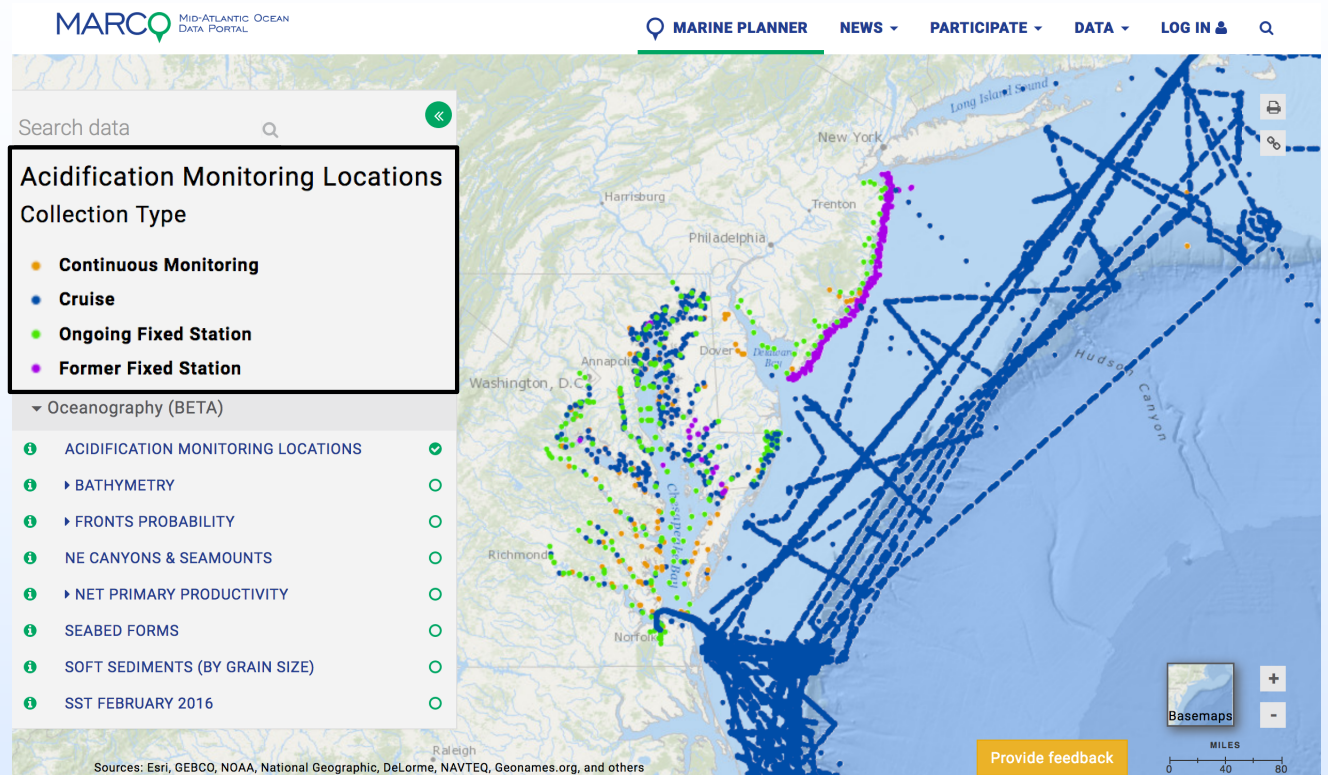 MARCO MID-ATLANTIC OCEAN
DATA PORTAL
MARINE PLANNER NEWS PARTICIPATE DATA LOG IN
Search data
«
Acidification Monitoring Locations
Collection Type
Continuous Monitoring
Cruise
Ongoing Fixed Station
Former Fixed Station
Oceanography (BETA)
ACIDIFICATION MONITORING LOCATIONS
BATHYMETRY
FRONTS PROBABILITY
NE CANYONS & SEAMOUNTS
NET PRIMARY PRODUCTIVITY
SEABED FORMS
SOFT SEDIMENTS (BY GRAIN SIZE)
SST FEBRUARY 2016
Long Island Sound
New York
Harrisburg
Trenton
Philadelphia
Dover
Delaware
Bay
Annapolis
Washington, D.C.
Hudson Canyon
Chesapeake Bay
Richmond
Norfolk
Raleigh
Basemaps
+
-
MILES
0 40 80
Provide feedback
Sources: Esri, GEBCO, NOAA, National Geographic, DeLorme, NAVTEQ, Geonames.org, and others